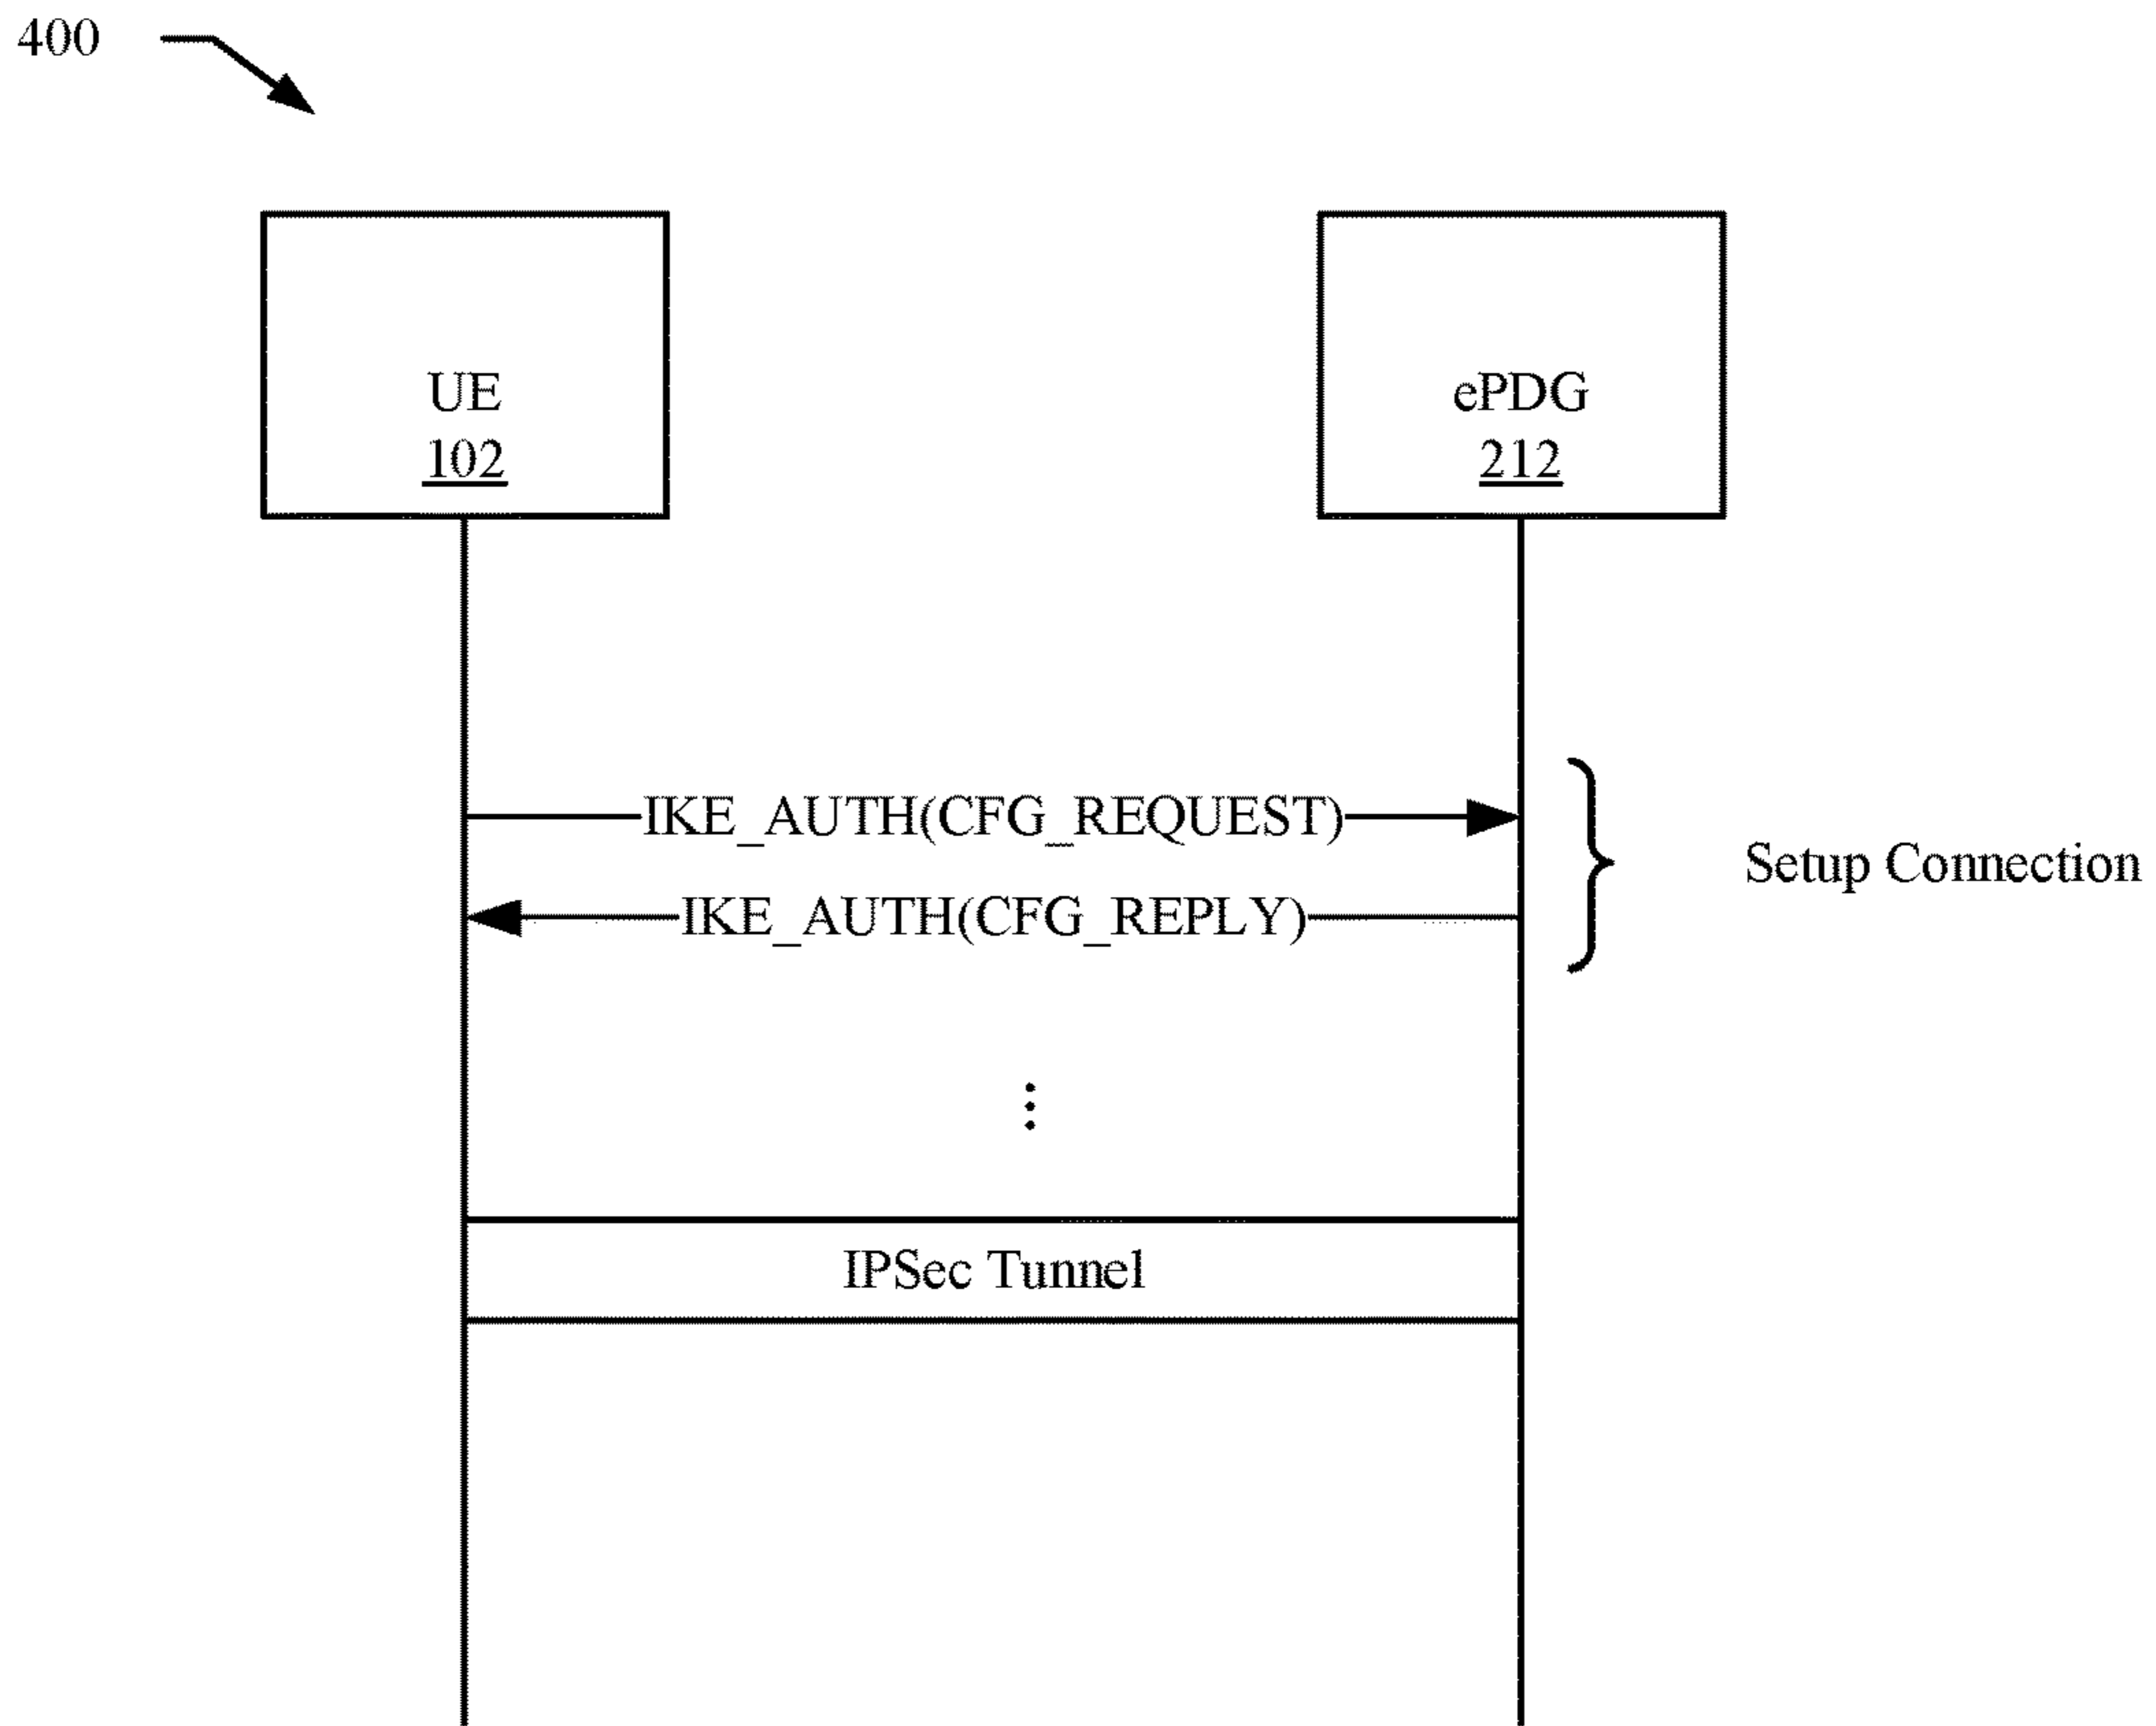 400
UE
102
ePDG
212
IKE_AUTH(CFG_REQUEST)
IKE_AUTH(CFG_REPLY)
Setup Connection
IPSec Tunnel